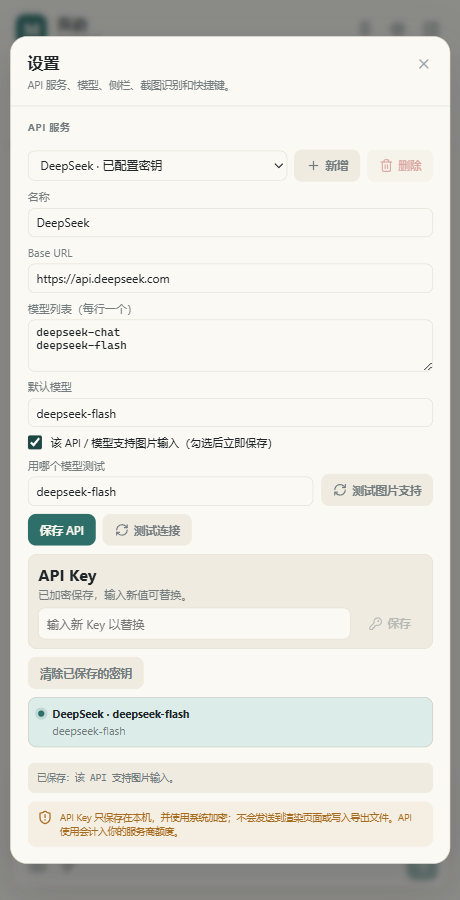 设置
API 服务、模型、侧栏、截图识别和快捷键。
API 服务
DeepSeek · 已配置密钥
新增
删除
名称
DeepSeek
Base URL
https://api.deepseek.com
模型列表（每行一个）
deepseek-chat
deepseek-flash
默认模型
deepseek-flash
该 API / 模型支持图片输入（勾选后立即保存）
用哪个模型测试
deepseek-flash
测试图片支持
保存 API
测试连接
API Key
已加密保存，输入新值可替换。
输入新 Key 以替换
保存
清除已保存的密钥
DeepSeek · deepseek-flash
deepseek-flash
已保存：该 API 支持图片输入。
API Key 只保存在本机，并使用系统加密；不会发送到渲染页面或写入导出文件。API
使用会计入你的服务商额度。